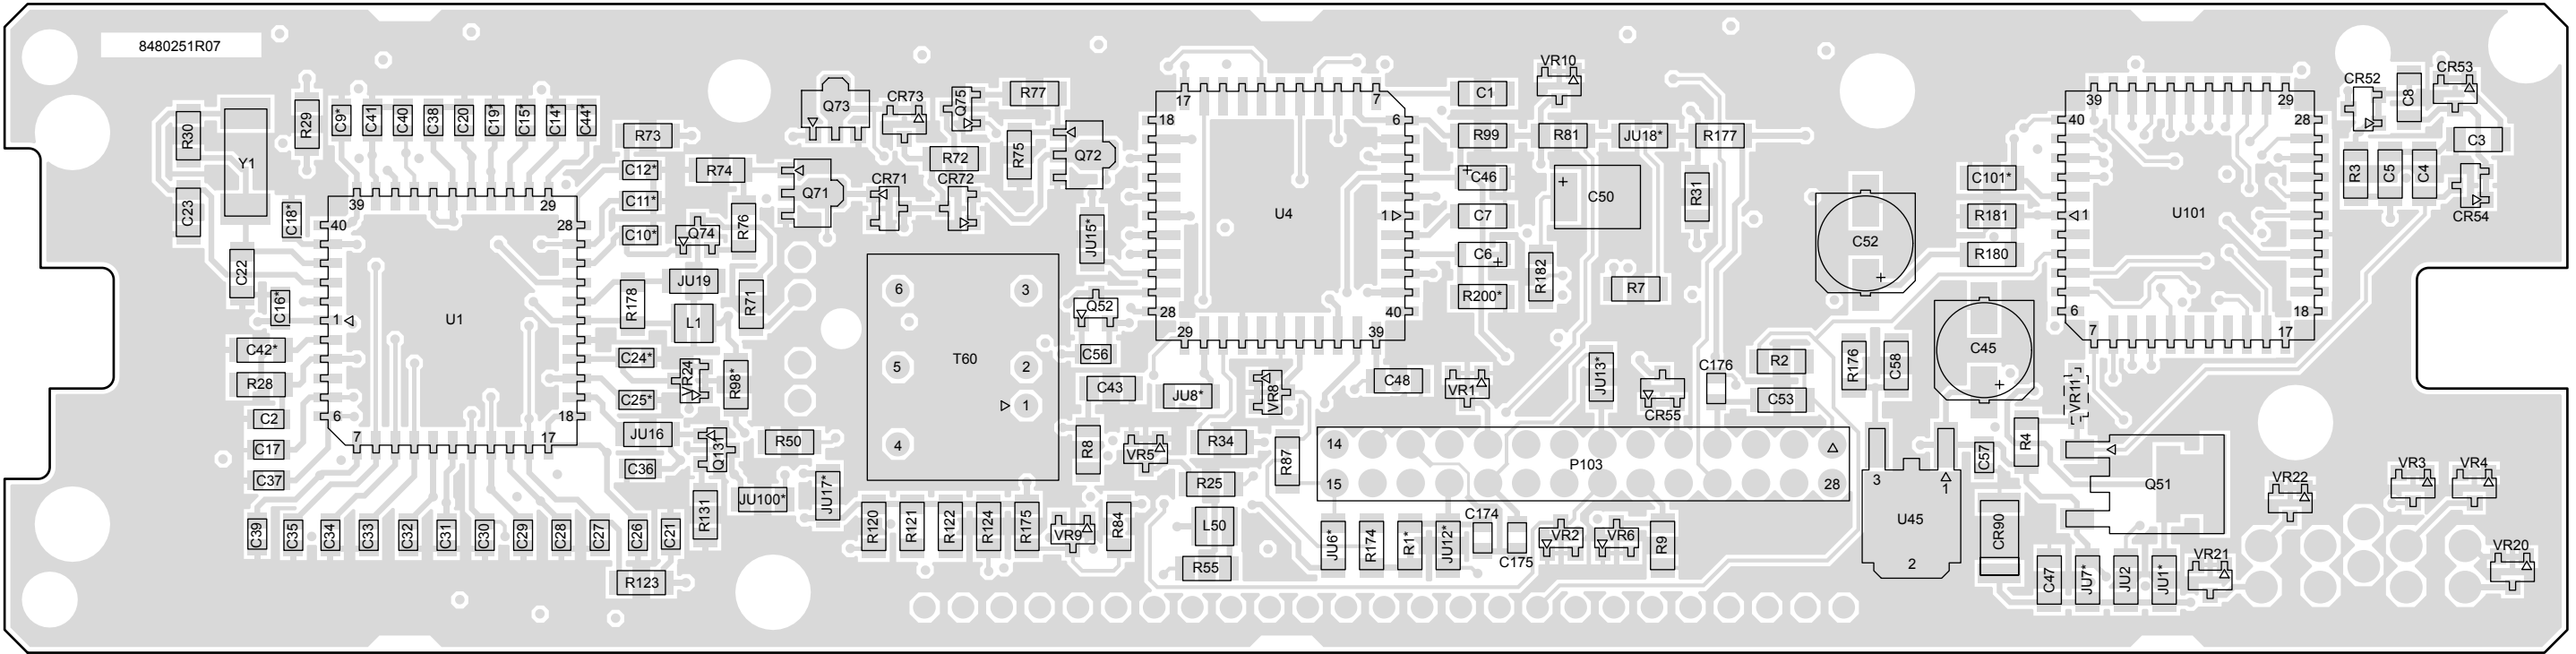 8480251R07
VR10
CR52
CR53
R30
Y1
R29
C9*
C41
C40
C38
C20
C19*
C15*
C14*
C44*
R73
Q73
CR73
Q75
R77
17
7
C1
39
29
C8
18
6
R99
R81
JU18*
R177
40
28
C3
R72
R75
Q72
C12*
R74
C46
C101*
R3
C5
C4
C23
C18*
39
29
C11*
Q71
CR71
CR72
C50
R31
40
28
C10*
Q74
R76
JU15*
U4
1
C7
R181
1
U101
CR54
C22
JU19
C6
R182
C52
R180
C16*
R178
R71
6
3
R200*
R7
1
U1
L1
Q52
28
40
6
18
29
39
7
17
C42*
C24*
VR24
R98*
5
T60
2
C56
C43
JU8*
VR8
C48
VR1
JU13*
CR55
C176
R2
C53
R176
C58
C45
VR11*
R28
C25*
1
C2
6
18
JU16
Q131
R50
4
R8
VR5
R34
R87
14
P103
R4
7
17
C17
C36
C57
C37
JU100*
JU17*
R25
15
28
3
1
Q51
VR22
VR3
VR4
C39
C35
C34
C33
C32
C31
C30
C29
C28
C27
C26
C21
R131
R120
R121
R122
R124
R175
VR9
R84
L50
JU6*
R174
R1*
JU12*
C174
C175
VR2
VR6
R9
U45
CR90
R123
R55
2
C47
JU7*
JU2
JU1*
VR21
VR20